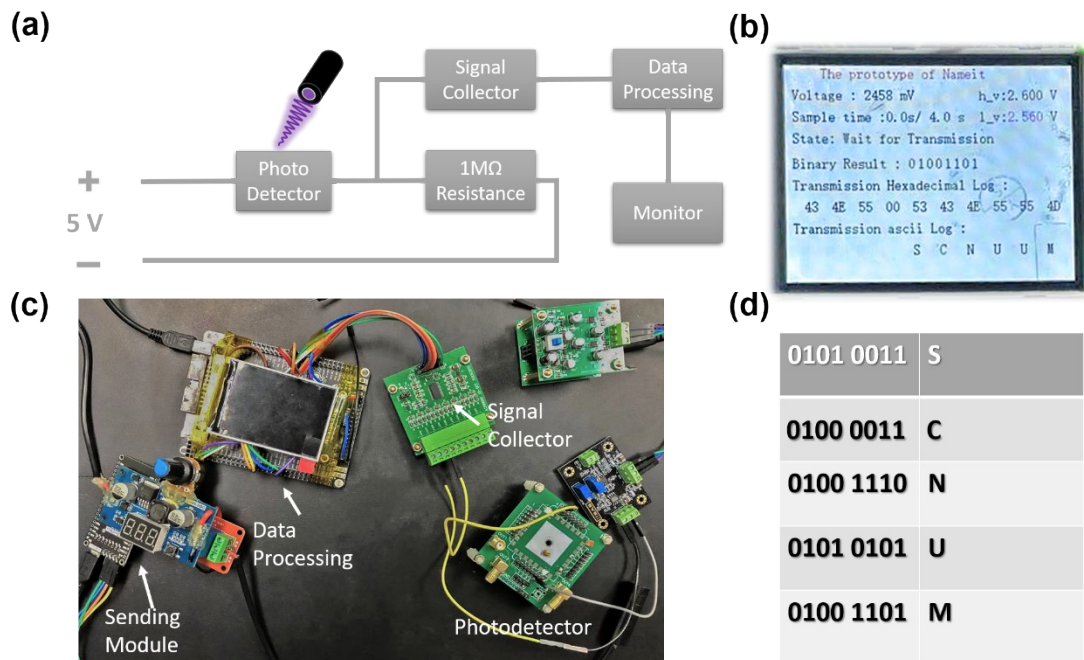 (a)
Signal
Collector
Data
Processing
Photo
Detector
1MΩ
Resistance
Monitor
+
5 V
−
(b)
The prototype of Nameit
Voltage : 2458 mV h_v:2.600 V
Sample time :0.0s/ 4.0 s l_v:2.560 V
State: Wait for Transmission
Binary Result : 01001101
Transmission Hexadecimal Log :
43 4E 55 00 53 43 4E 55 55 4D
Transmission ascii Log :
S C N U U M
(c)
Signal
Collector
Data
Processing
Sending
Module
Photodetector
(d)
0101 0011 S
0100 0011 C
0100 1110 N
0101 0101 U
0100 1101 M